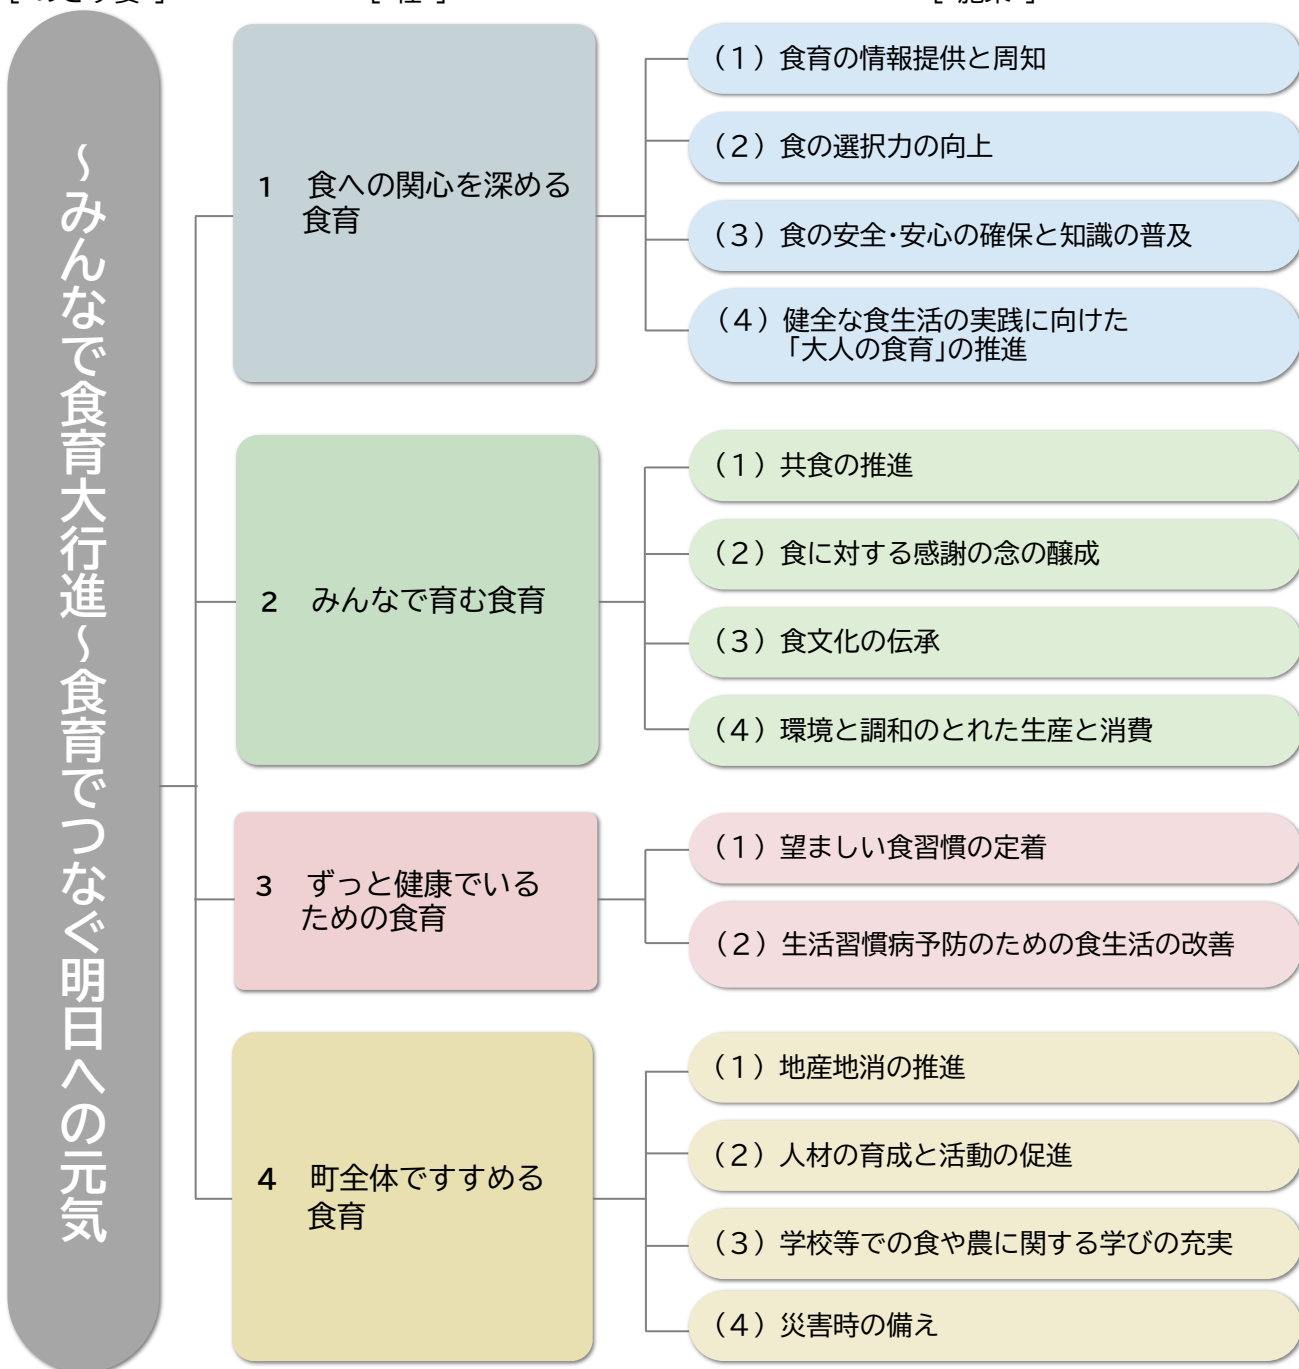 ～みんなで食育大行進～食育でつなぐ明日への元気
1 食への関心を深める
食育
(1) 食育の情報提供と周知
(2) 食の選択力の向上
(3) 食の安全・安心の確保と知識の普及
(4) 健全な食生活の実践に向けた
「大人の食育」の推進
2 みんなで育む食育
(1) 共食の推進
(2) 食に対する感謝の念の醸成
(3) 食文化の伝承
(4) 環境と調和のとれた生産と消費
3 ずっと健康でいる
ための食育
(1) 望ましい食習慣の定着
(2) 生活習慣病予防のための食生活の改善
4 町全体ですすめる
食育
(1) 地産地消の推進
(2) 人材の育成と活動の促進
(3) 学校等での食や農に関する学びの充実
(4) 災害時の備え